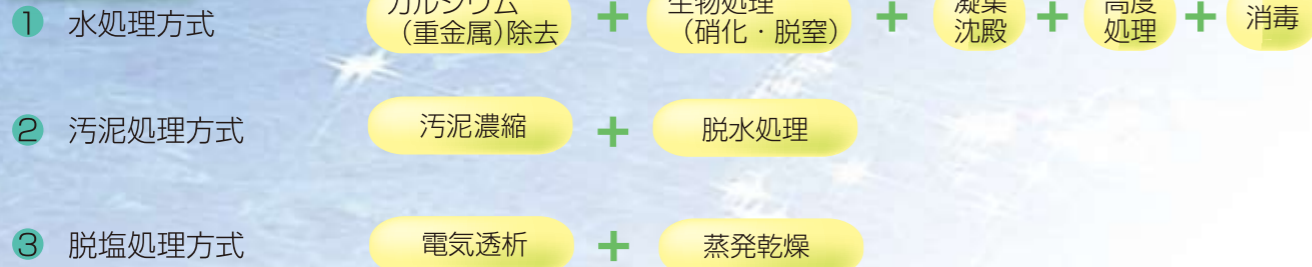 ① 水処理方式 カルシウム（重金属）除去 + 生物処理（硝化・脱窒） + 凝集沈殿 + 高度処理 + 消毒
② 汚泥処理方式 汚泥濃縮 + 脱水処理
③ 脱塩処理方式 電気透析 + 蒸発乾燥